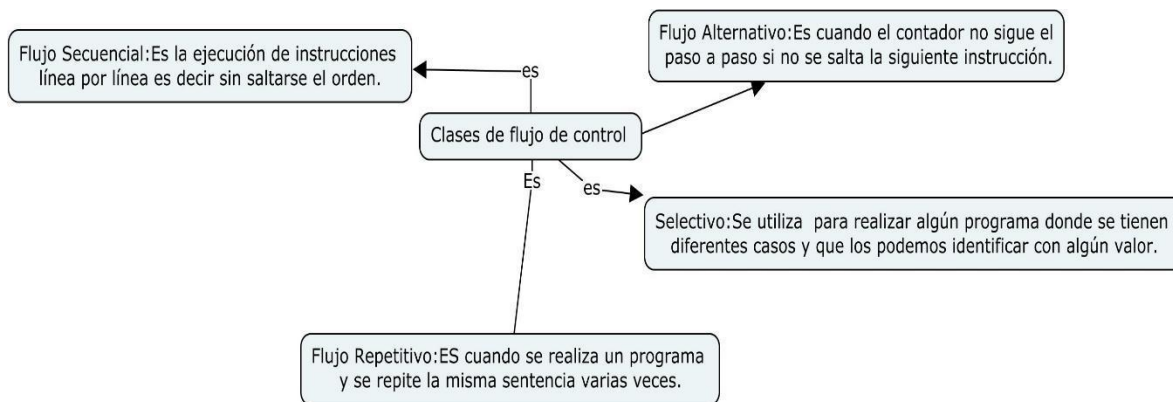 Flujo Secuencial:Es la ejecución de instrucciones
línea por línea es decir sin saltarse el orden.
Flujo Alternativo:Es cuando el contador no sigue el
paso a paso si no se salta la siguiente instrucción.
es
Clases de flujo de control
Es
es
Selectivo:Se utiliza para realizar algún programa donde se tienen
diferentes casos y que los podemos identificar con algún valor.
Flujo Repetitivo:ES cuando se realiza un programa
y se repite la misma sentencia varias veces.